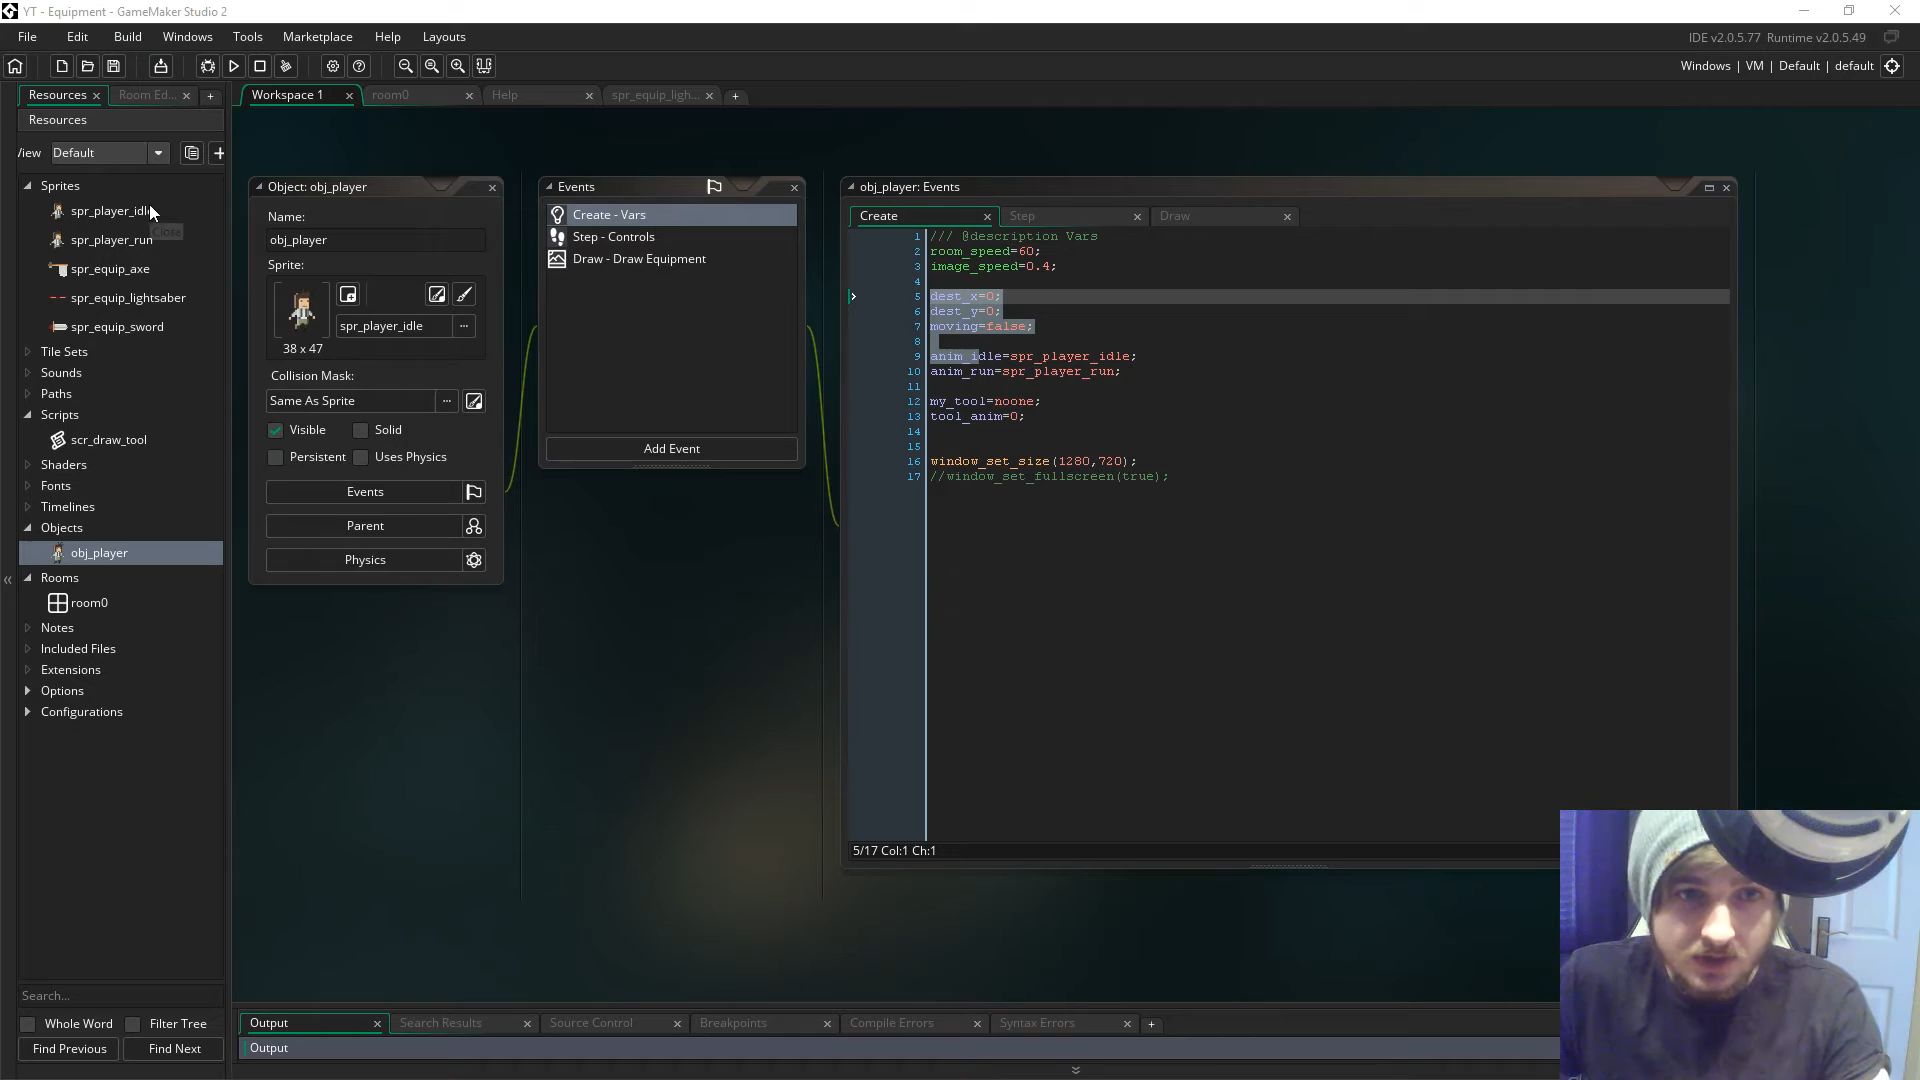 YT - Equipment - GameMaker Studio 2
File Edit Build Windows Tools Marketplace Help Layouts
IDE v2.0.5.77 Runtime v2.0.5.49
Windows | VM | Default | default
Resources Room Ed...
Workspace 1 room0 Help spr_equip_ligh...
Resources
View Default
Sprites
spr_player_idle
Close
spr_player_run
spr_equip_axe
spr_equip_lightsaber
spr_equip_sword
Tile Sets
Sounds
Paths
Scripts
scr_draw_tool
Shaders
Fonts
Timelines
Objects
obj_player
Rooms
room0
Notes
Included Files
Extensions
Options
Configurations
Search...
Whole Word Filter Tree
Find Previous Find Next
Object: obj_player
Name:
obj_player
Sprite:
spr_player_idle
38 x 47
Collision Mask:
Same As Sprite
Visible Solid
Persistent Uses Physics
Events
Parent
Physics
Events
Create - Vars
Step - Controls
Draw - Draw Equipment
Add Event
obj_player: Events
Create Step Draw
1 /// @description Vars
2 room_speed=60;
3 image_speed=0.4;
4
5 dest_x=0;
6 dest_y=0;
7 moving=false;
8
9 anim_idle=spr_player_idle;
10 anim_run=spr_player_run;
11
12 my_tool=noone;
13 tool_anim=0;
14
15
16 window_set_size(1280,720);
17 //window_set_fullscreen(true);
5/17 Col:1 Ch:1
Output Search Results Source Control Breakpoints Compile Errors Syntax Errors
Output